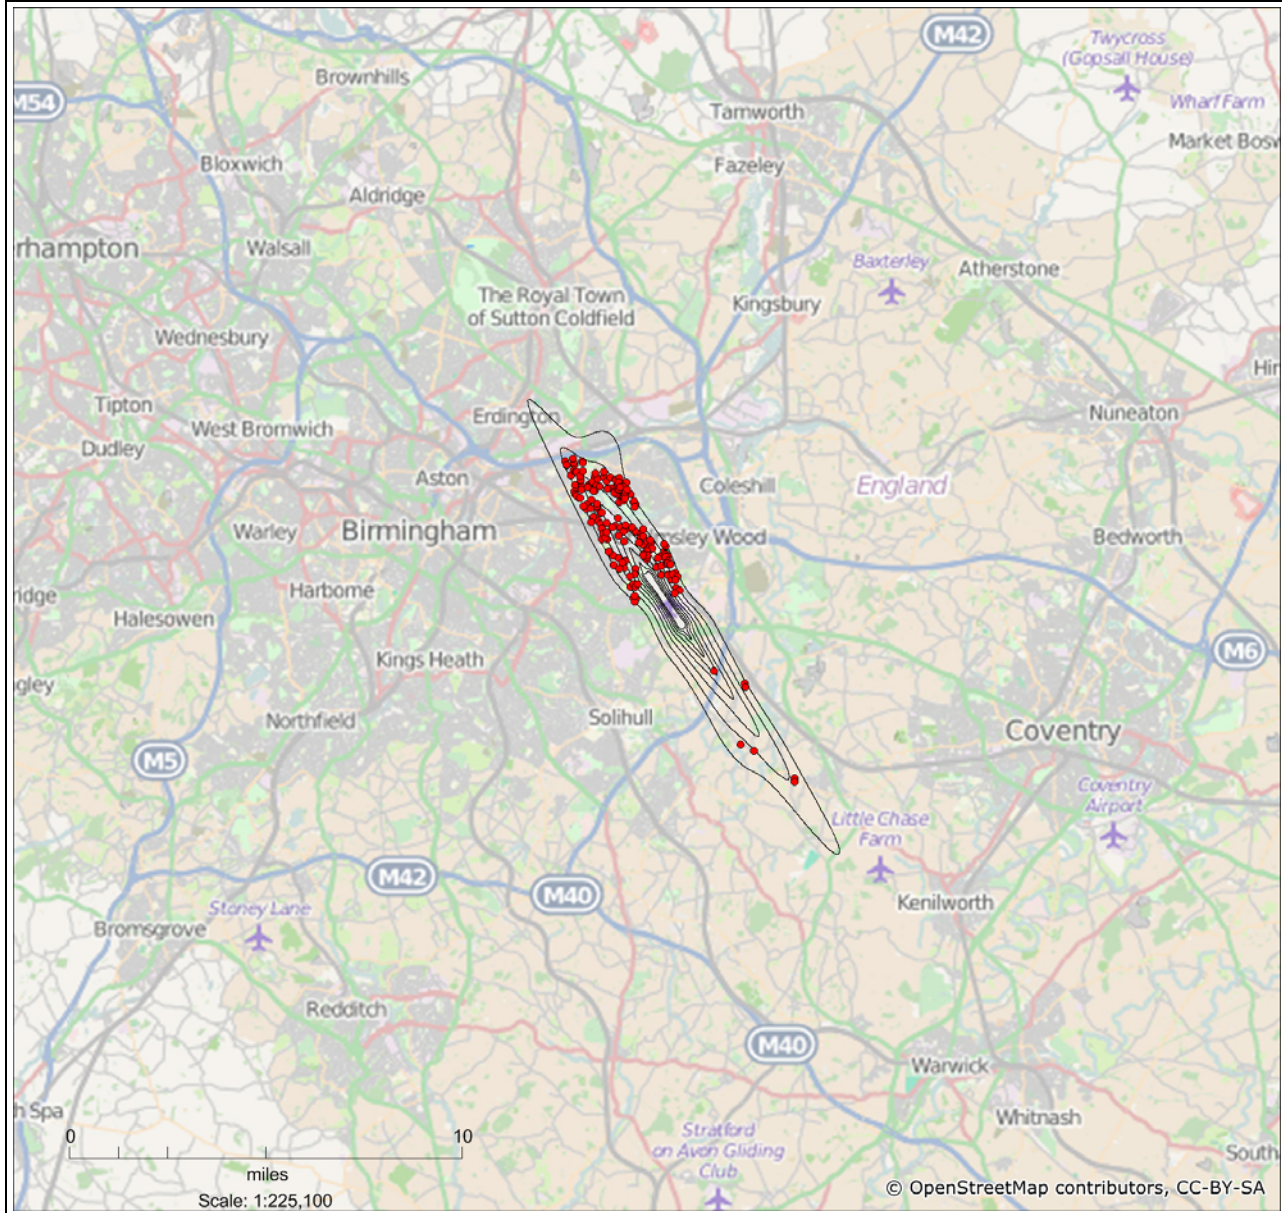 M42
Twycross
(Gopsall House)
Brownhills
M54
Wharf Farm
Tamworth
Market Bosw
Bloxwich
Fazeley
Aldridge
rhampton
Walsall
Baxterley
Atherstone
The Royal Town
of Sutton Coldfield
Kingsbury
Wednesbury
Hin
Tipton
Erdington
Nuneaton
West Bromwich
Dudley
Aston
Coleshill
England
Warley
Birmingham
nsley Wood
Bedworth
Harborne
ridge
Halesowen
M6
Kings Heath
gley
Northfield
Solihull
Coventry
M5
Coventry
Airport
Little Chase
Farm
M42
M40
Kenilworth
Stoney Lane
Bromsgrove
Redditch
M40
Warwick
h Spa
Whitnash
0
10
Stratford
on Avon Gliding
Club
South
miles
Scale: 1:225,100
© OpenStreetMap contributors, CC-BY-SA